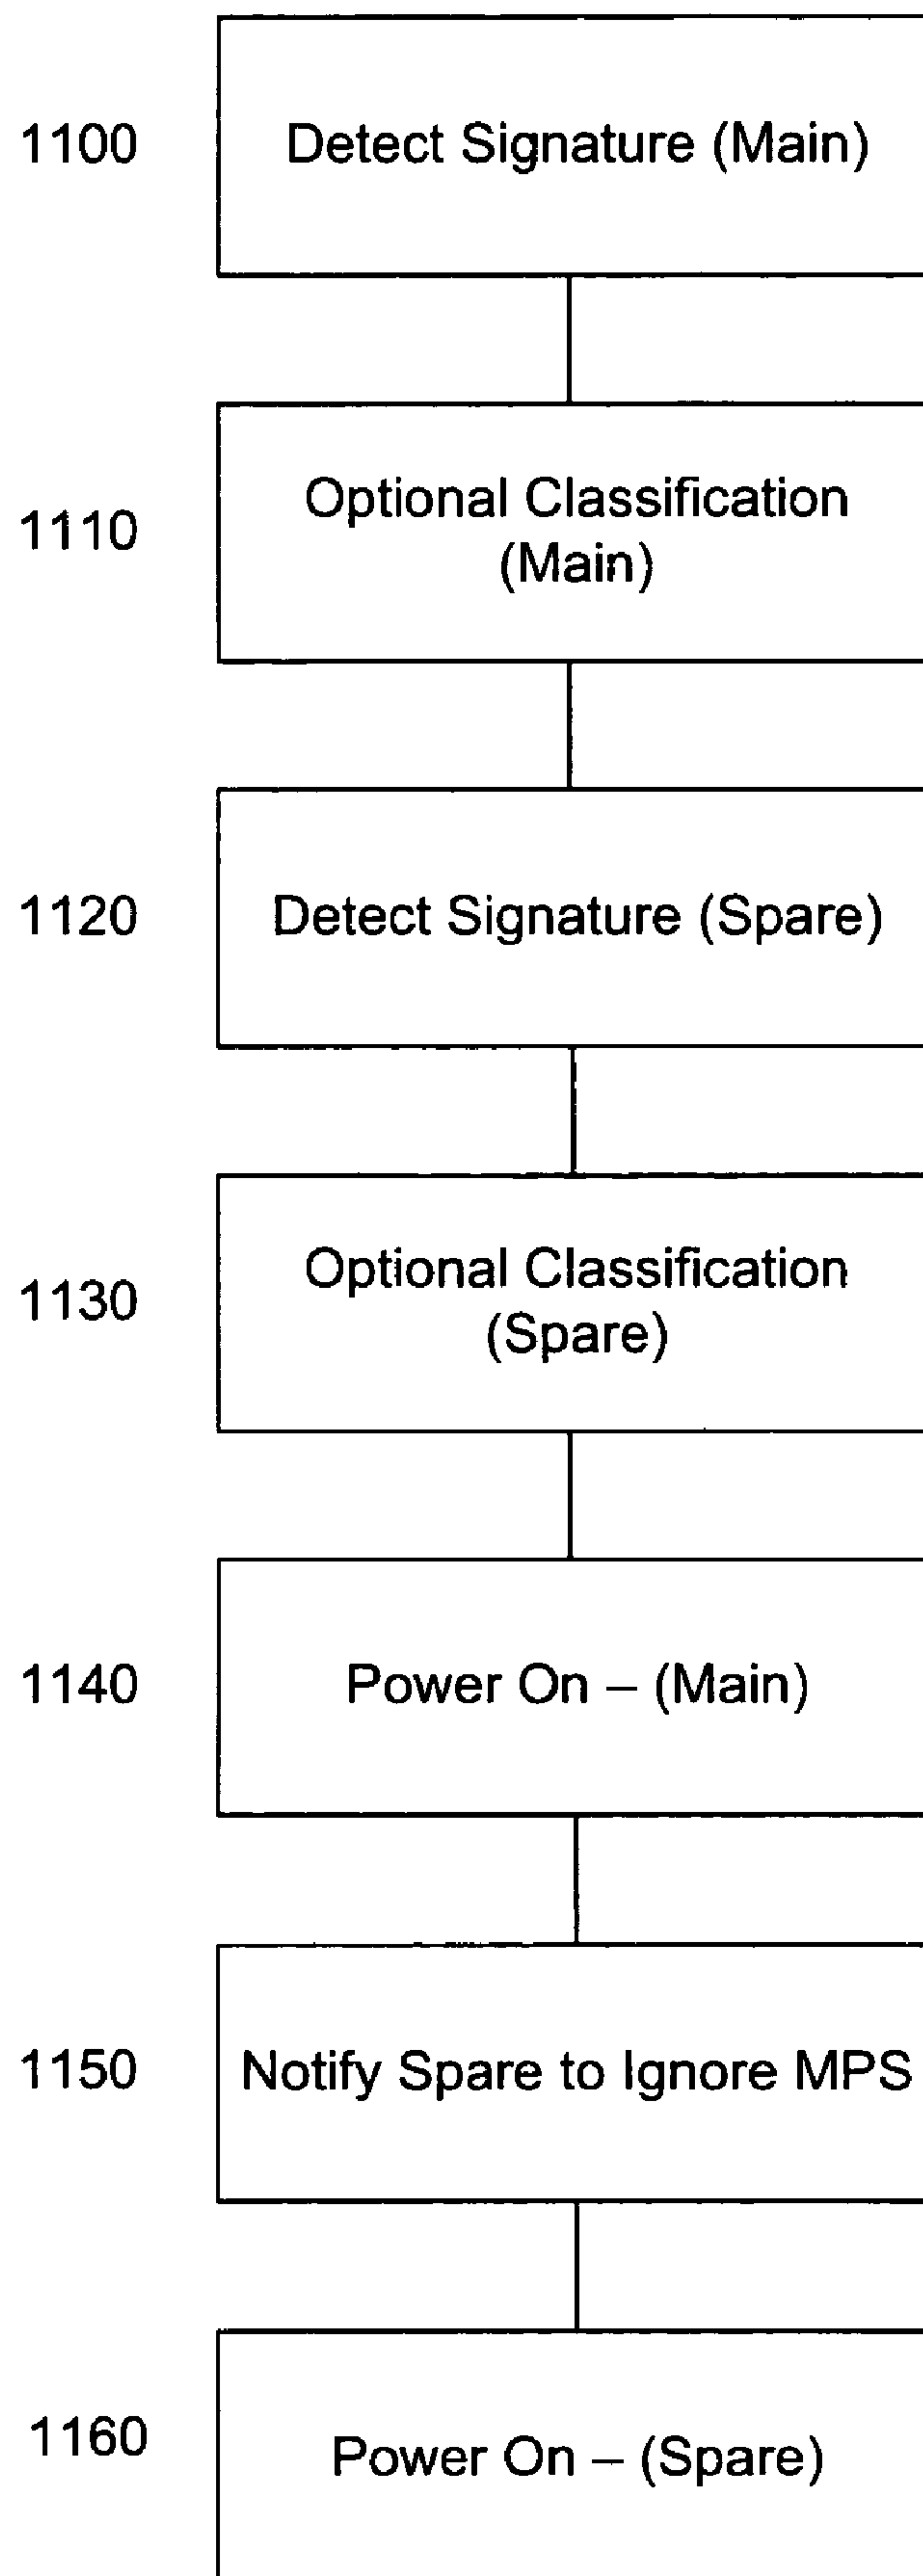 1100
Detect Signature (Main)
1110
Optional Classification
(Main)
1120
Detect Signature (Spare)
1130
Optional Classification
(Spare)
1140
Power On – (Main)
1150
Notify Spare to Ignore MPS
1160
Power On – (Spare)